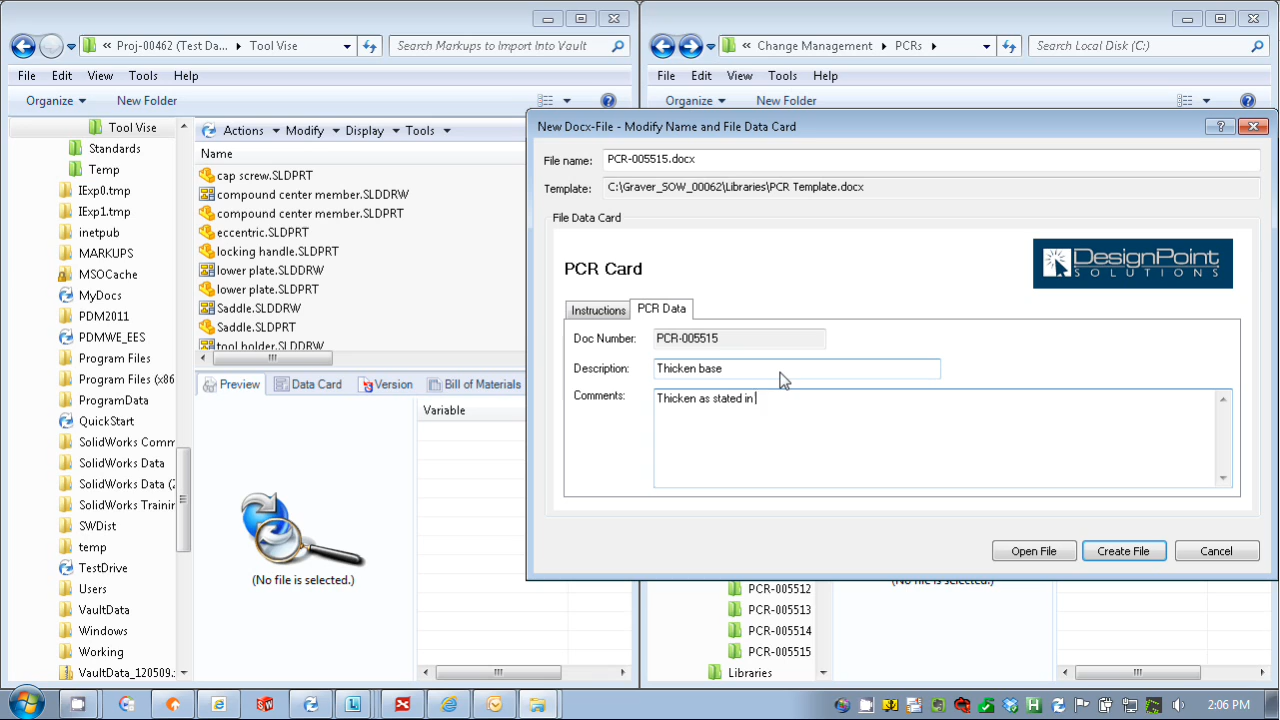 Proj-00462 (Test Da... Tool Vise
Search Markups to Import Into Vault
File Edit View Tools Help
Organize New Folder
Tool Vise
Standards
Temp
IExp0.tmp
IExp1.tmp
inetpub
MARKUPS
MSOCache
MyDocs
PDM2011
PDMWE_EES
Program Files
Program Files (x86
ProgramData
QuickStart
SolidWorks Comm
SolidWorks Data
SolidWorks Data (2
SolidWorks Trainin
SWDist
temp
TestDrive
Users
VaultData
Windows
Working
VaultData_120509.
Actions Modify Display Tools
Name
cap screw.SLDPRT
compound center member.SLDDRW
compound center member.SLDPRT
eccentric.SLDPRT
locking handle.SLDPRT
lower plate.SLDDRW
lower plate.SLDPRT
Saddle.SLDDRW
Saddle.SLDPRT
tool holder.SLDDRW
Preview Data Card Version Bill of Materials
Variable
(No file is selected.)
Change Management PCRs
Search Local Disk (C:)
File Edit View Tools Help
Organize New Folder
New Docx-File - Modify Name and File Data Card
File name: PCR-005515.docx
Template: C:\Graver_SOW_00062\Libraries\PCR Template.docx
File Data Card
PCR Card
DesignPoint
SOLUTIONS
Instructions PCR Data
Doc Number: PCR-005515
Description: Thicken base
Comments: Thicken as stated in
Open File Create File Cancel
(No file is selected.)
PCR-005512
PCR-005513
PCR-005514
PCR-005515
Libraries
2:06 PM